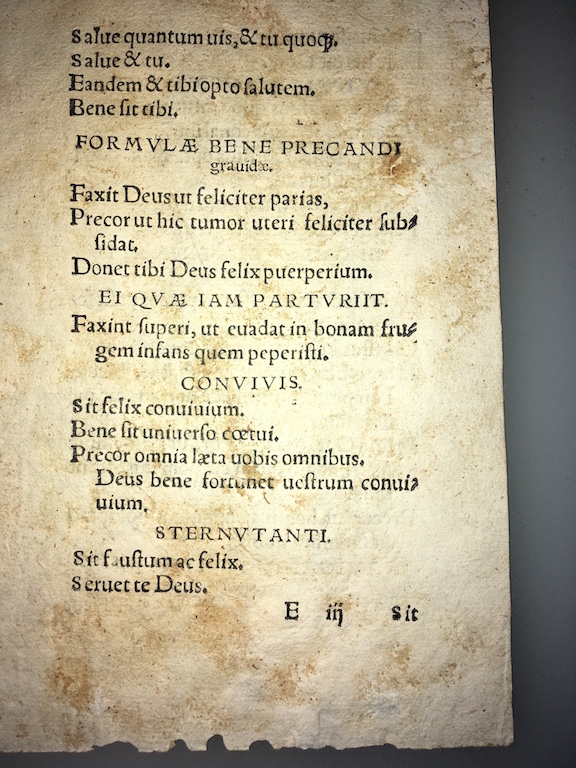 Salue quantum uis, & tu quoqꝫ.
Salue & tu.
Eandem & tibi opto ſalutem.
Bene ſit tibi.
FORMVLÆ BENE PRECANDI
grauidæ.
Faxit Deus ut feliciter parias,
Precor ut hic tumor uteri feliciter ſub⸗
ſidat.
Donet tibi Deus felix puerperium.
EI QVÆ IAM PARTVRIIT.
Faxint ſuperi, ut euadat in bonam fru⸗
gem infans quem peperiſti.
CONVIVIS.
Sit felix conuiuium.
Bene ſit uniuerſo cœtui.
Precor omnia læta uobis omnibus.
Deus bene fortunet ueſtrum conui⸗
uium.
STERNVTANTI.
Sit fauſtum ac felix.
Seruet te Deus.
E iij Sit